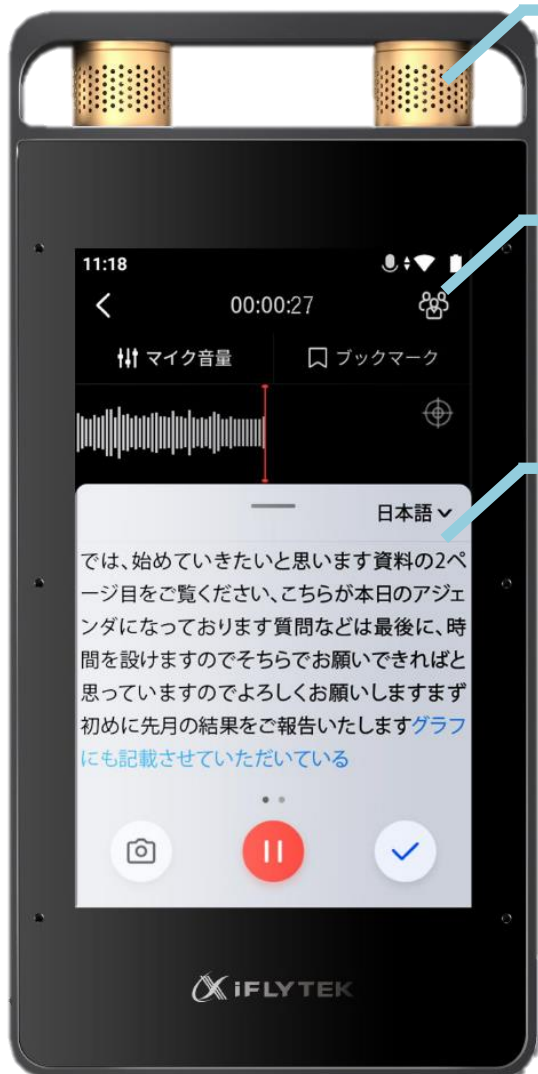 11:18
00:00:27
マイク音量
ブックマーク
日本語
では、始めていきたいと思います資料の2ペ
ージ目をご覧ください、こちらが本日のアジェ
ンダになっております質問などは最後に、時
間を設けますのでそちらでお願いできればと
思っていますのでよろしくお願いしますまず
初めに先月の結果をご報告いたしますグラフ
にも記載させていただいている
iFLYTEK